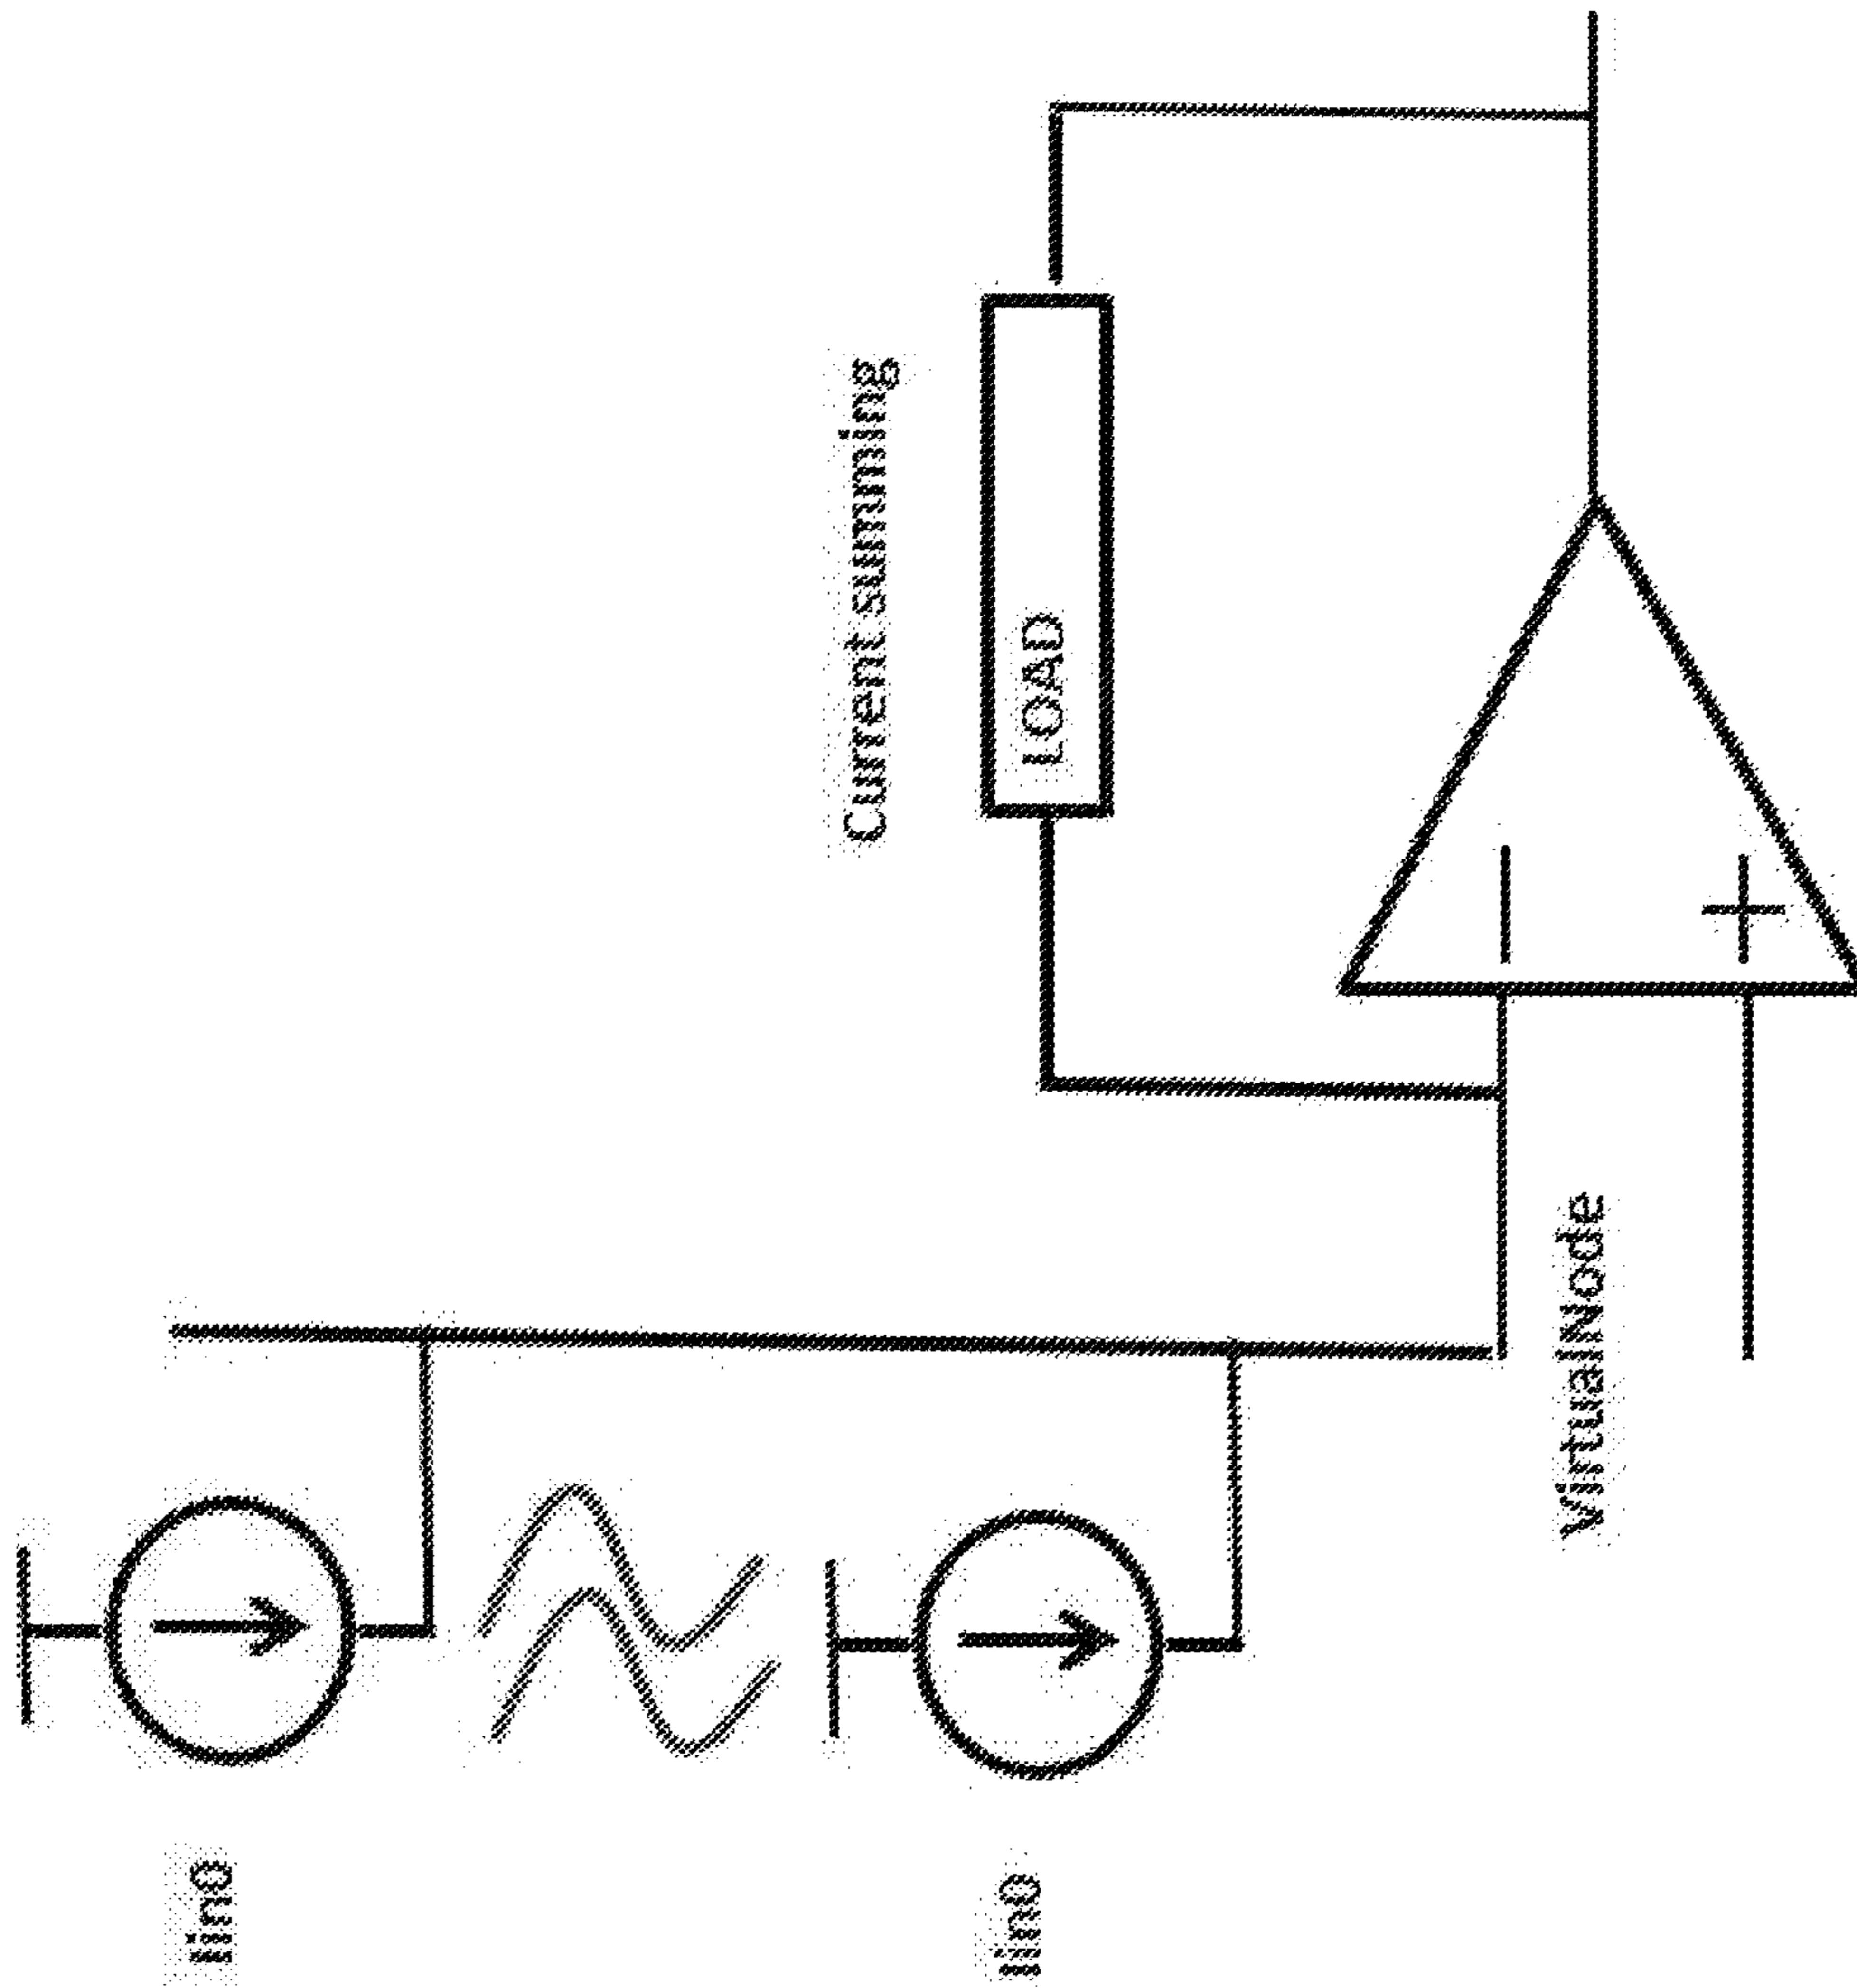 Current summing
LOAD
iin0
iin0
VirtualNode
−
+